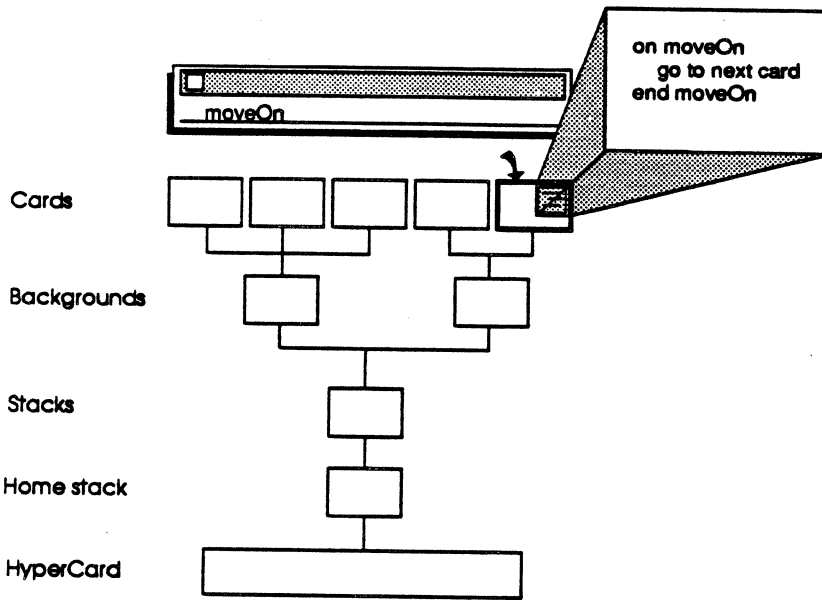 on moveOn
go to next card
end moveOn
moveOn
Cards
Backgrounds
Stacks
Home stack
HyperCard